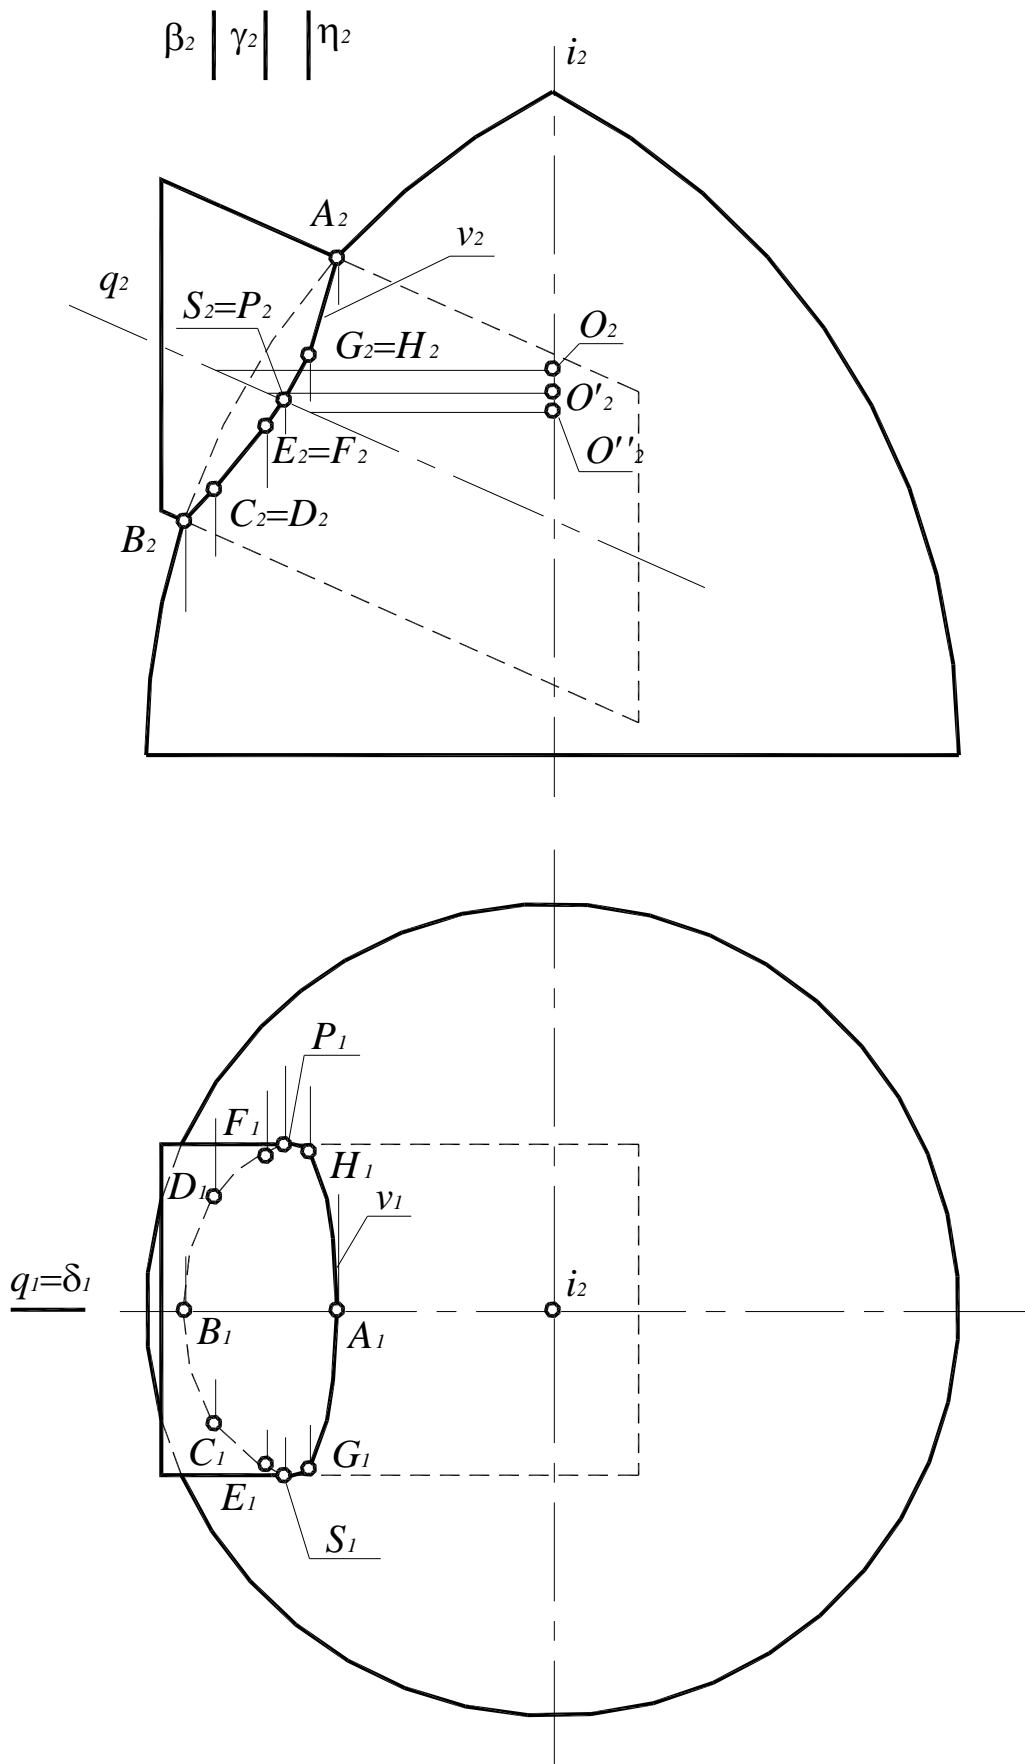 β₂ γ₂ η₂
i₂
A₂
v₂
q₂
S₂=P₂
O₂
G₂=H₂
O'₂
E₂=F₂
O''₂
C₂=D₂
B₂
P₁
F₁
H₁
D₁
v₁
q₁=δ₁
i₂
B₁
A₁
C₁
G₁
E₁
S₁